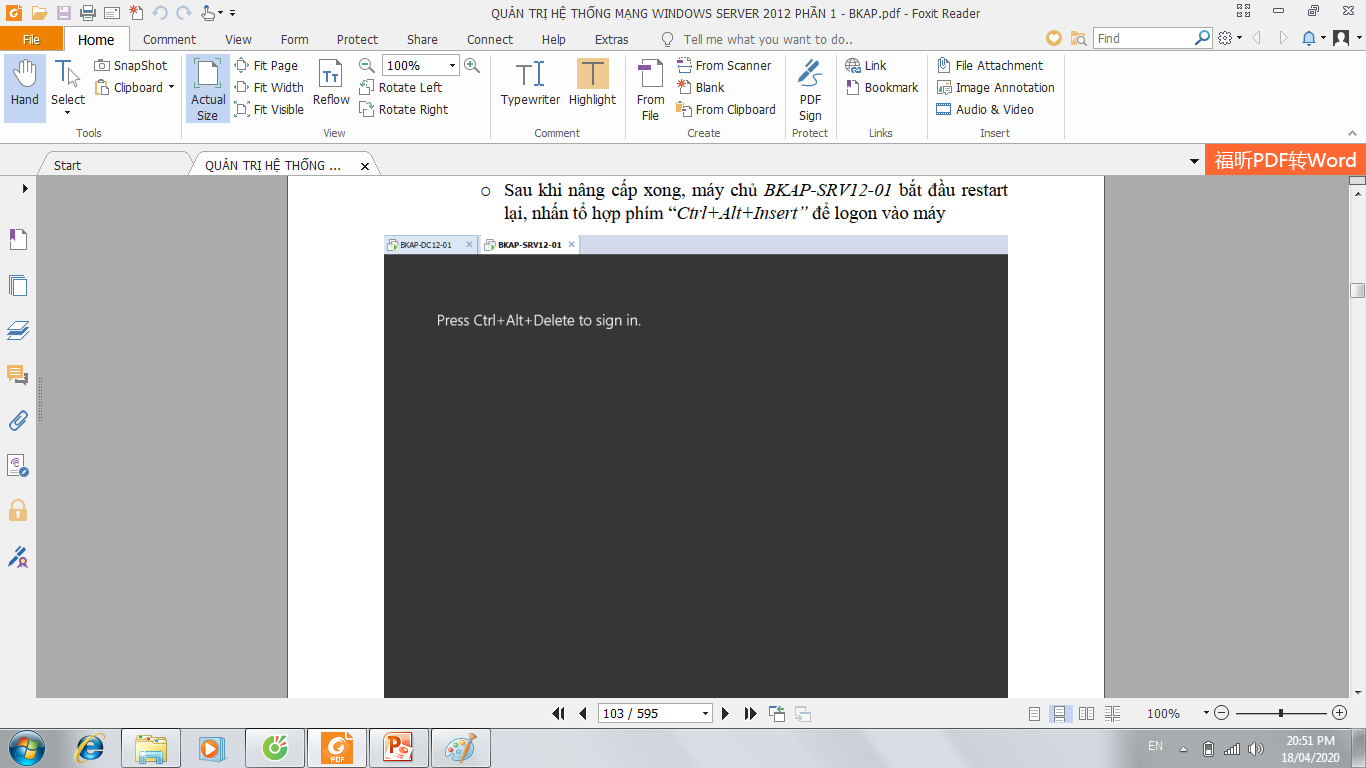 QUẢN TRỊ HỆ THỐNG MẠNG WINDOWS SERVER 2012 PHẦN 1 - BKAP.pdf - Foxit Reader
File Home Comment View Form Protect Share Connect Help Extras Tell me what you want to do.. Find
Hand
Select
SnapShot
Clipboard
Tools
Actual
Size
Fit Page
Fit Width
Fit Visible
Reflow
100%
Rotate Left
Rotate Right
View
Typewriter
Highlight
Comment
From
File
From Scanner
Blank
From Clipboard
Create
PDF
Sign
Protect
Link
Bookmark
Links
File Attachment
Image Annotation
Audio & Video
Insert
Start
QUẢN TRỊ HỆ THỐNG ...
福昕PDF转Word
o Sau khi nâng cấp xong, máy chủ BKAP-SRV12-01 bắt đầu restart
lại, nhấn tổ hợp phím “Ctrl+Alt+Insert” để logon vào máy
BKAP-DC12-01 BKAP-SRV12-01
Press Ctrl+Alt+Delete to sign in.
103 / 595
100%
PDF
EN
20:51 PM
18/04/2020